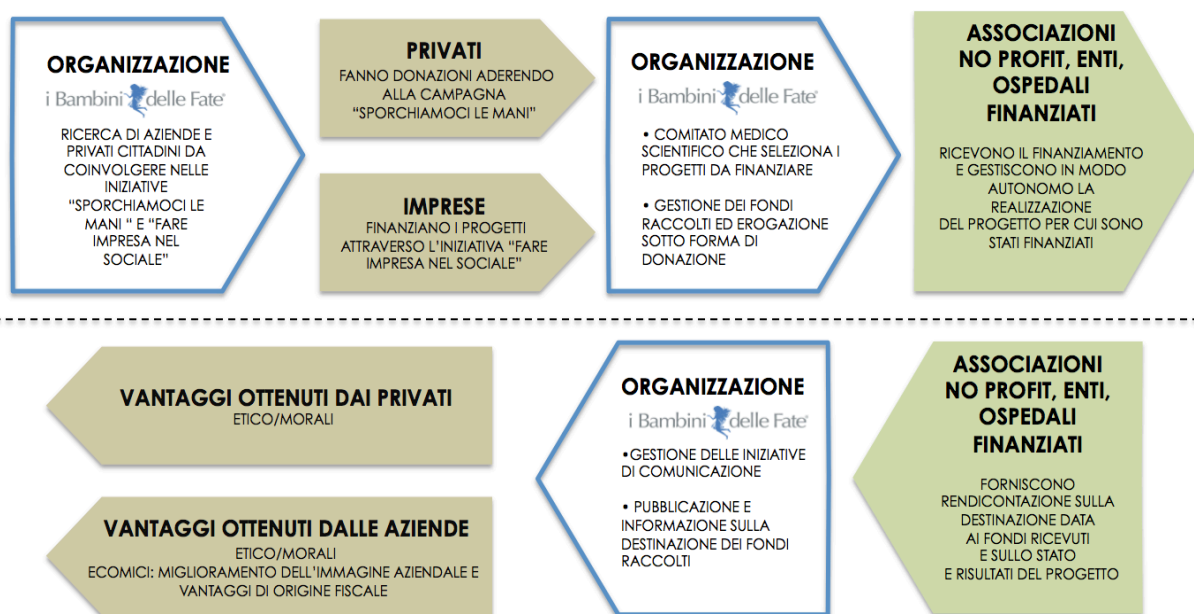 ORGANIZZAZIONE
i Bambini delle Fate
RICERCA DI AZIENDE E
PRIVATI CITTADINI DA
COINVOLGERE NELLE
INIZIATIVE
“SPORCHIAMOCI LE
MANI “ E “FARE
IMPRESA NEL
SOCIALE”
PRIVATI
FANNO DONAZIONI ADERENDO
ALLA CAMPAGNA
“SPORCHIAMOCI LE MANI”
IMPRESE
FINANZIANO I PROGETTI
ATTRAVERSO L’INIZIATIVA “FARE
IMPRESA NEL SOCIALE”
ORGANIZZAZIONE
i Bambini delle Fate
• COMITATO MEDICO
SCIENTIFICO CHE SELEZIONA I
PROGETTI DA FINANZIARE
• GESTIONE DEI FONDI
RACCOLTI ED EROGAZIONE
SOTTO FORMA DI
DONAZIONE
ASSOCIAZIONI
NO PROFIT, ENTI,
OSPEDALI
FINANZIATI
RICEVONO IL FINANZIAMENTO
E GESTISCONO IN MODO
AUTONOMO LA
REALIZZAZIONE
DEL PROGETTO PER CUI SONO
STATI FINANZIATI
VANTAGGI OTTENUTI DAI PRIVATI
ETICO/MORALI
VANTAGGI OTTENUTI DALLE AZIENDE
ETICO/MORALI
ECOMICI: MIGLIORAMENTO DELL’IMMAGINE AZIENDALE E
VANTAGGI DI ORIGINE FISCALE
ORGANIZZAZIONE
i Bambini delle Fate
•GESTIONE DELLE INIZIATIVE
DI COMUNICAZIONE
• PUBBLICAZIONE E
INFORMAZIONE SULLA
DESTINAZIONE DEI FONDI
RACCOLTI
ASSOCIAZIONI
NO PROFIT, ENTI,
OSPEDALI
FINANZIATI
FORNISCONO
RENDICONTAZIONE SULLA
DESTINAZIONE DATA
AI FONDI RICEVUTI
E SULLO STATO
E RISULTATI DEL PROGETTO